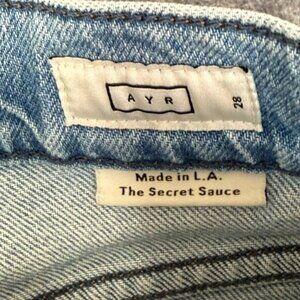 AYR
28
Made in L.A.
The Secret Sauce